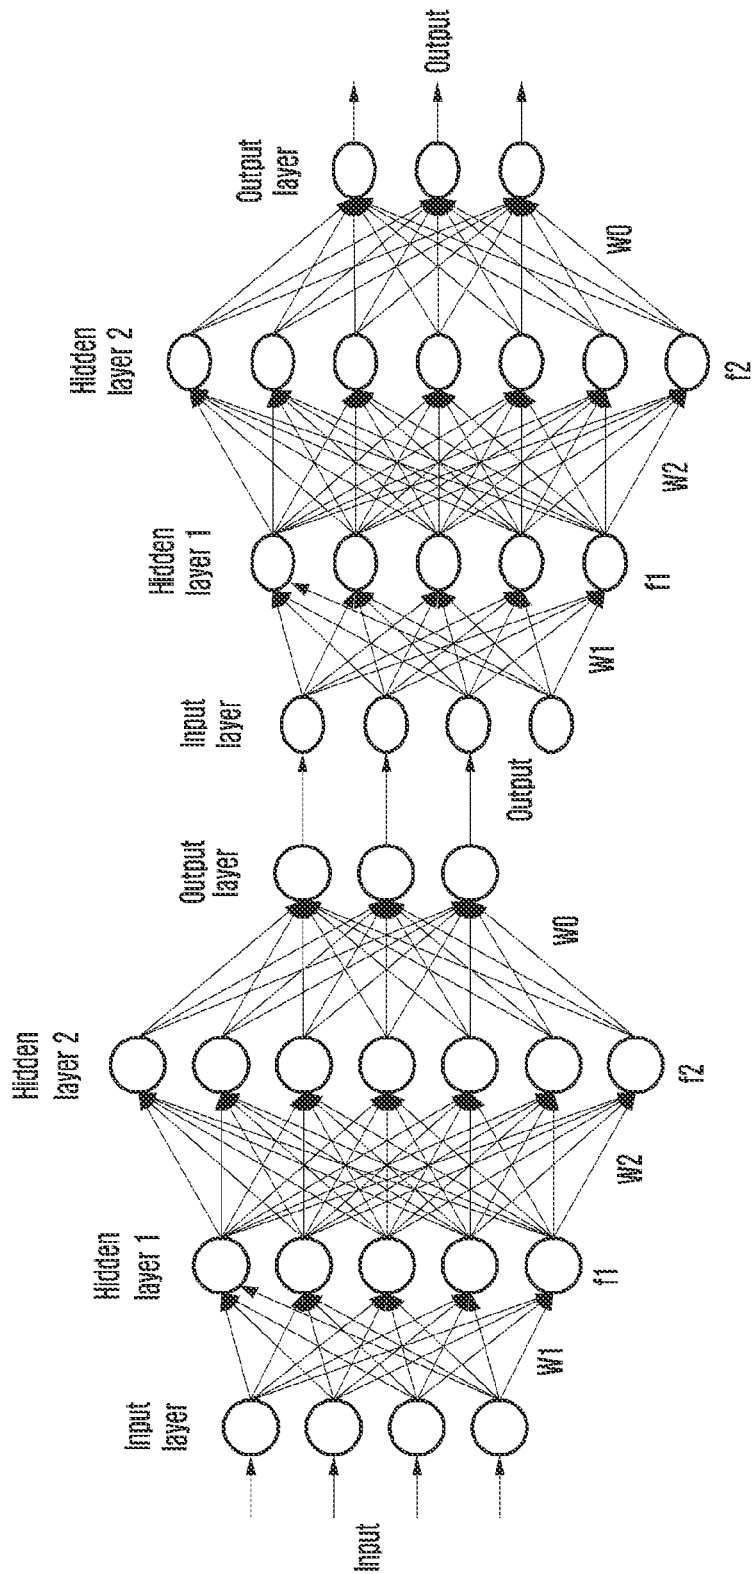 Input
Input
layer
W1
Hidden
layer 1
f1
W2
Hidden
layer 2
f2
W0
Output
layer
Output
Input
layer
W1
Hidden
layer 1
f1
W2
Hidden
layer 2
f2
W0
Output
layer
Output